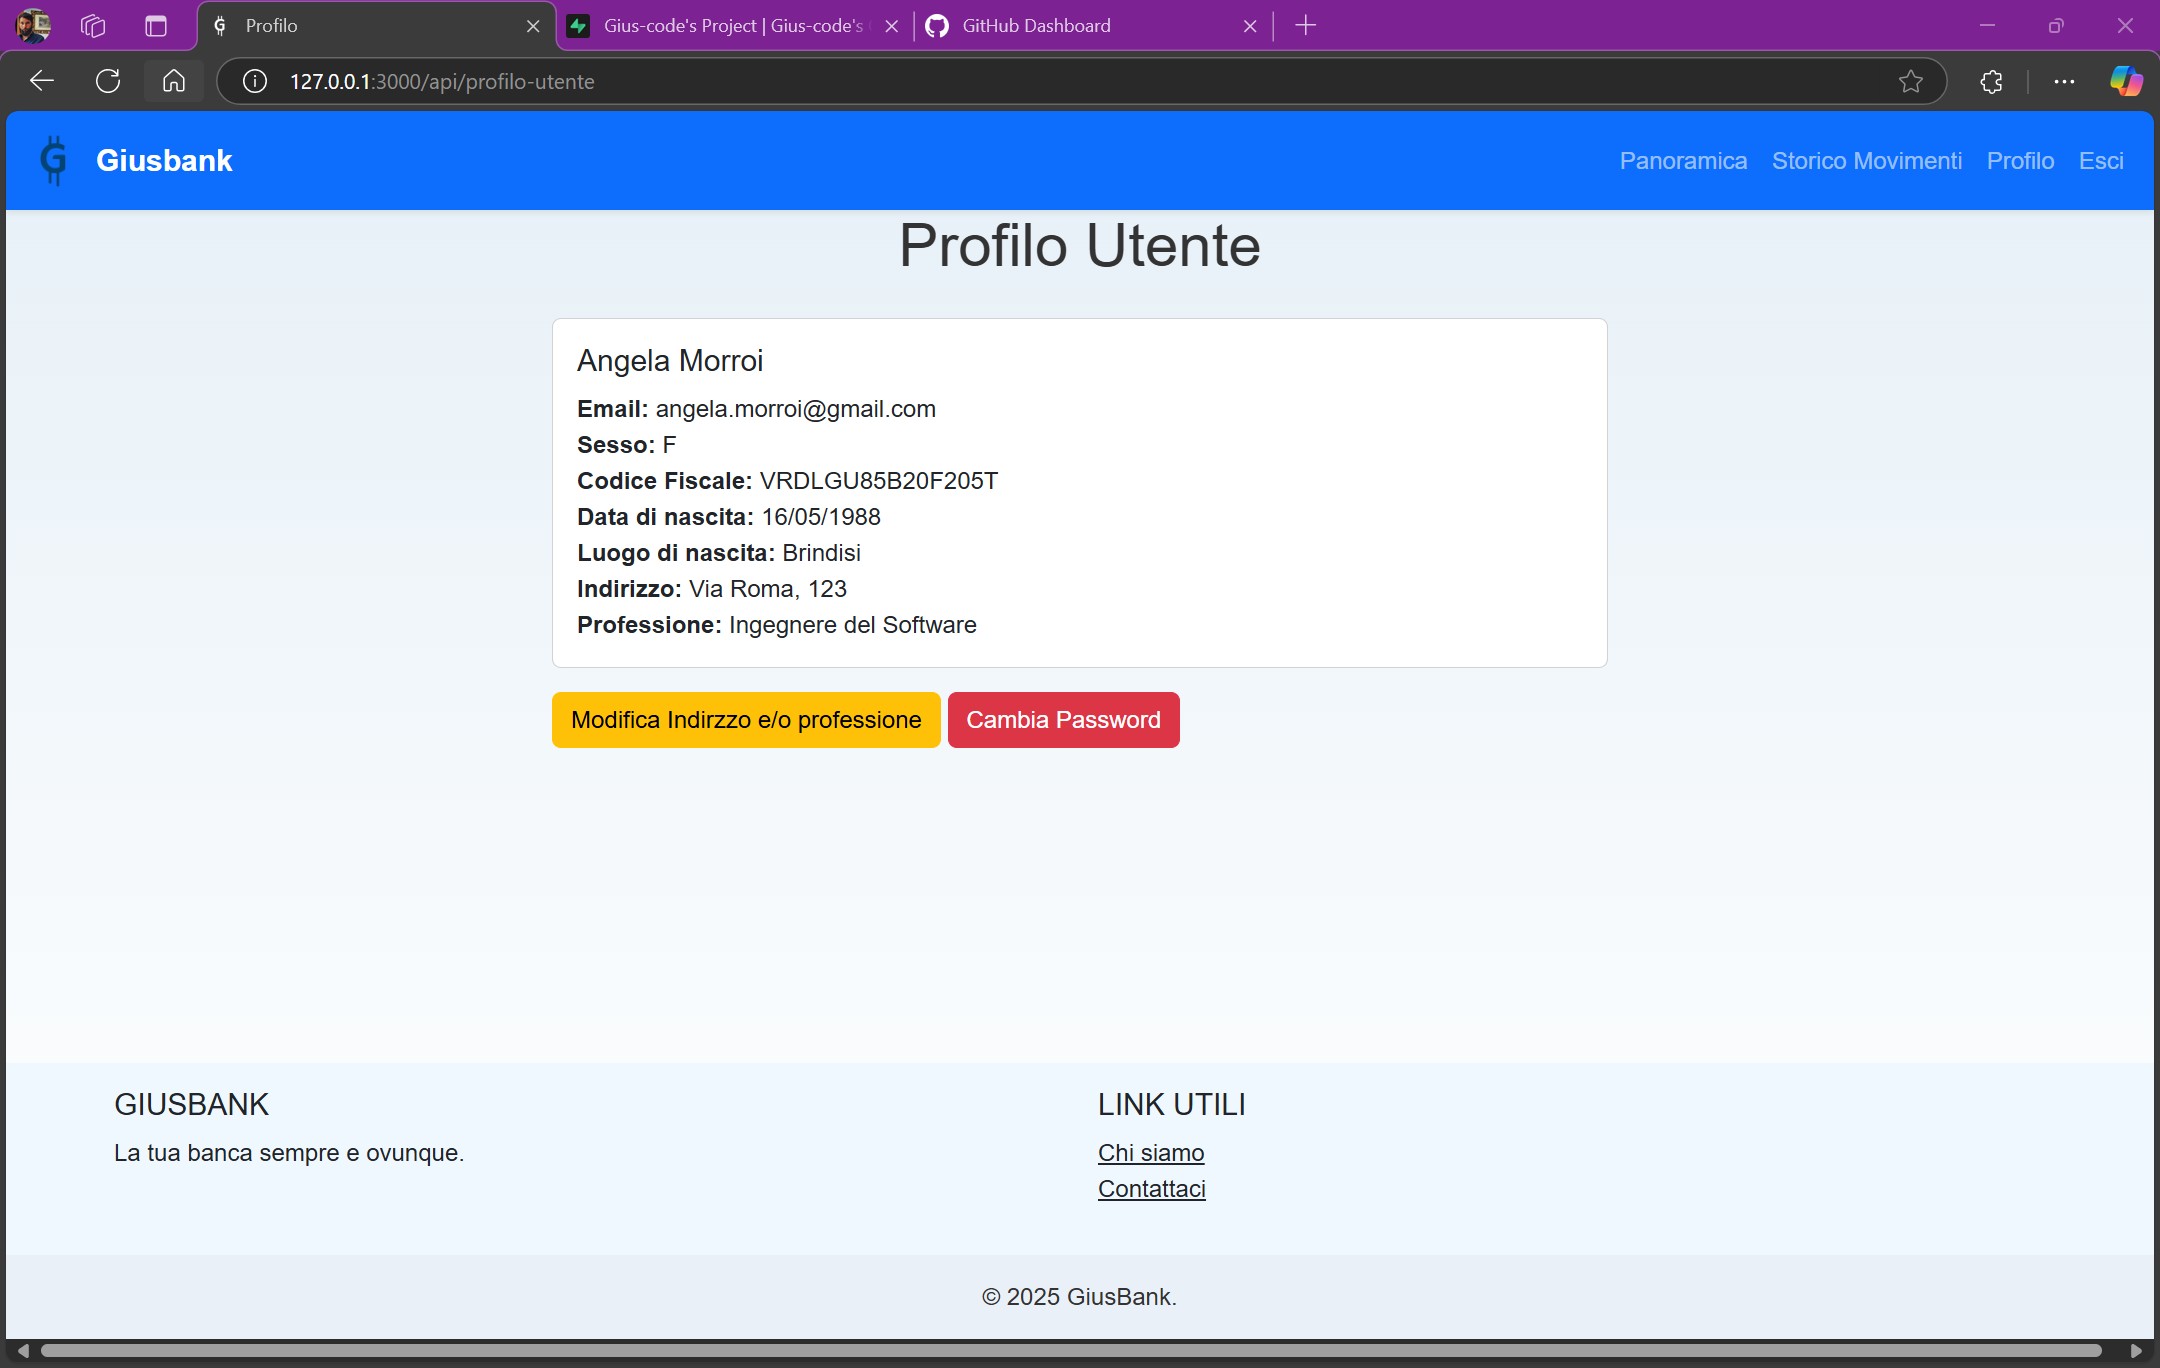 Profilo
Gius-code's Project | Gius-code's
GitHub Dashboard
127.0.0.1:3000/api/profilo-utente
Giusbank
Panoramica Storico Movimenti Profilo Esci
Profilo Utente
Angela Morroi
Email: angela.morroi@gmail.com
Sesso: F
Codice Fiscale: VRDLGU85B20F205T
Data di nascita: 16/05/1988
Luogo di nascita: Brindisi
Indirizzo: Via Roma, 123
Professione: Ingegnere del Software
Modifica Indirzzo e/o professione
Cambia Password
GIUSBANK
La tua banca sempre e ovunque.
LINK UTILI
Chi siamo
Contattaci
© 2025 GiusBank.